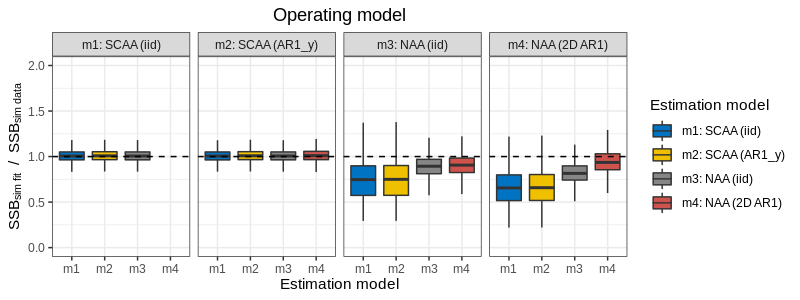 Operating model
m1: SCAA (iid)
m2: SCAA (AR1_y)
m3: NAA (iid)
m4: NAA (2D AR1)
SSBsim fit / SSBsim data
2.0
1.5
1.0
0.5
0.0
m1 m2 m3 m4
m1 m2 m3 m4
m1 m2 m3 m4
m1 m2 m3 m4
Estimation model
Estimation model
m1: SCAA (iid)
m2: SCAA (AR1_y)
m3: NAA (iid)
m4: NAA (2D AR1)